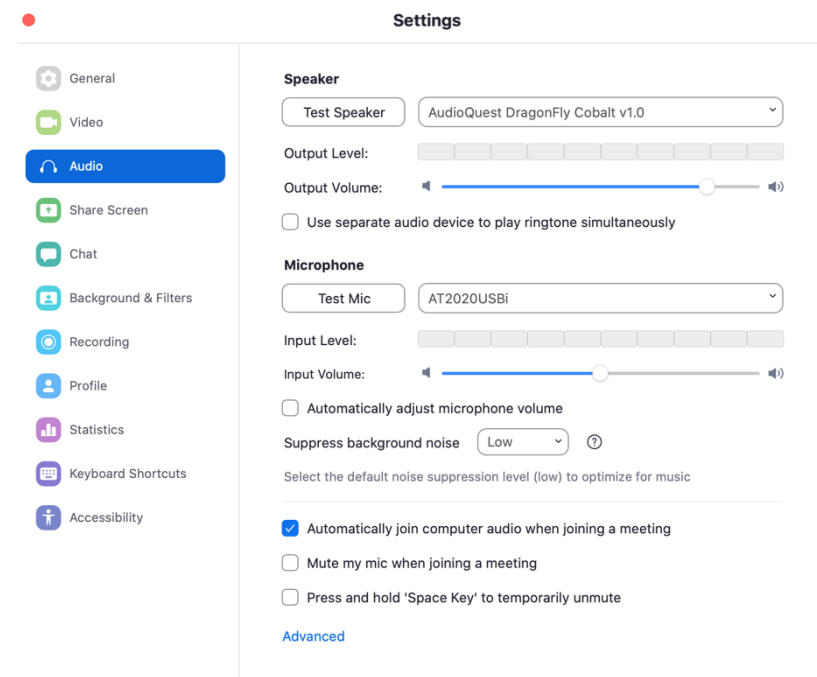 Settings
General
Video
Audio
Share Screen
Chat
Background & Filters
Recording
Profile
Statistics
Keyboard Shortcuts
Accessibility
Speaker
Test Speaker AudioQuest DragonFly Cobalt v1.0
Output Level:
Output Volume:
Use separate audio device to play ringtone simultaneously
Microphone
Test Mic AT2020USBi
Input Level:
Input Volume:
Automatically adjust microphone volume
Suppress background noise Low ?
Select the default noise suppression level (low) to optimize for music
Automatically join computer audio when joining a meeting
Mute my mic when joining a meeting
Press and hold 'Space Key' to temporarily unmute
Advanced